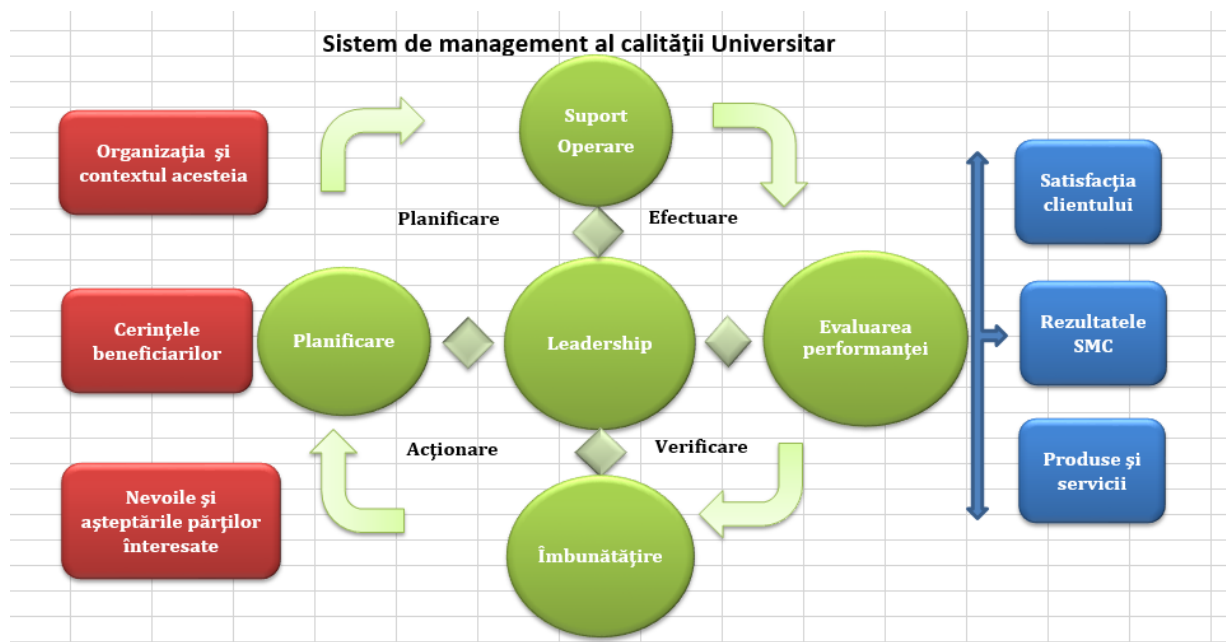 Sistem de management al calităţii Universitar
Suport
Operare
Organizaţia şi
contextul acesteia
Planificare
Efectuare
Satisfacţia
clientului
Cerinţele
beneficiarilor
Planificare
Leadership
Evaluarea
performanţei
Rezultatele
SMC
Acţionare
Verificare
Nevoile şi
aşteptările părţilor
înteresate
Îmbunătăţire
Produse şi
servicii